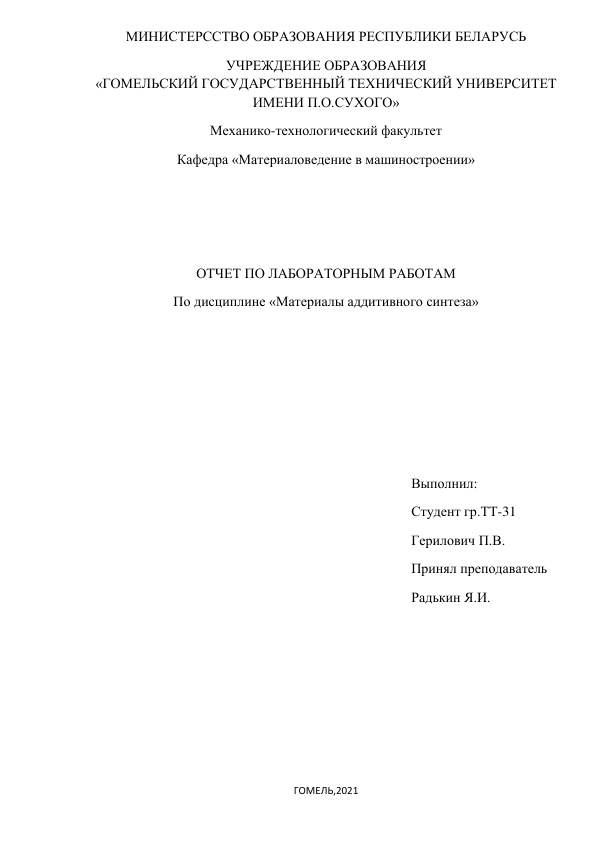 МИНИСТЕРССТВО ОБРАЗОВАНИЯ РЕСПУБЛИКИ БЕЛАРУСЬ
УЧРЕЖДЕНИЕ ОБРАЗОВАНИЯ
«ГОМЕЛЬСКИЙ ГОСУДАРСТВЕННЫЙ ТЕХНИЧЕСКИЙ УНИВЕРСИТЕТ
ИМЕНИ П.О.СУХОГО»
Механико-технологический факультет
Кафедра «Материаловедение в машиностроении»
ОТЧЕТ ПО ЛАБОРАТОРНЫМ РАБОТАМ
По дисциплине «Материалы аддитивного синтеза»
Выполнил:
Студент гр.ТТ-31
Герилович П.В.
Принял преподаватель
Радькин Я.И.
ГОМЕЛЬ,2021